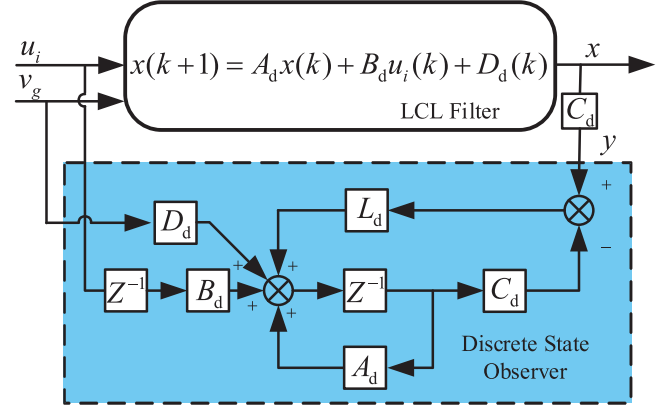 u_i
v_g
x(k+1) = A_d x(k) + B_d u_i(k) + D_d(k)
LCL Filter
x
C_d
y
+
−
L_d
D_d
+
+
Z⁻¹
B_d
+
+
Z⁻¹
C_d
A_d
Discrete State
Observer